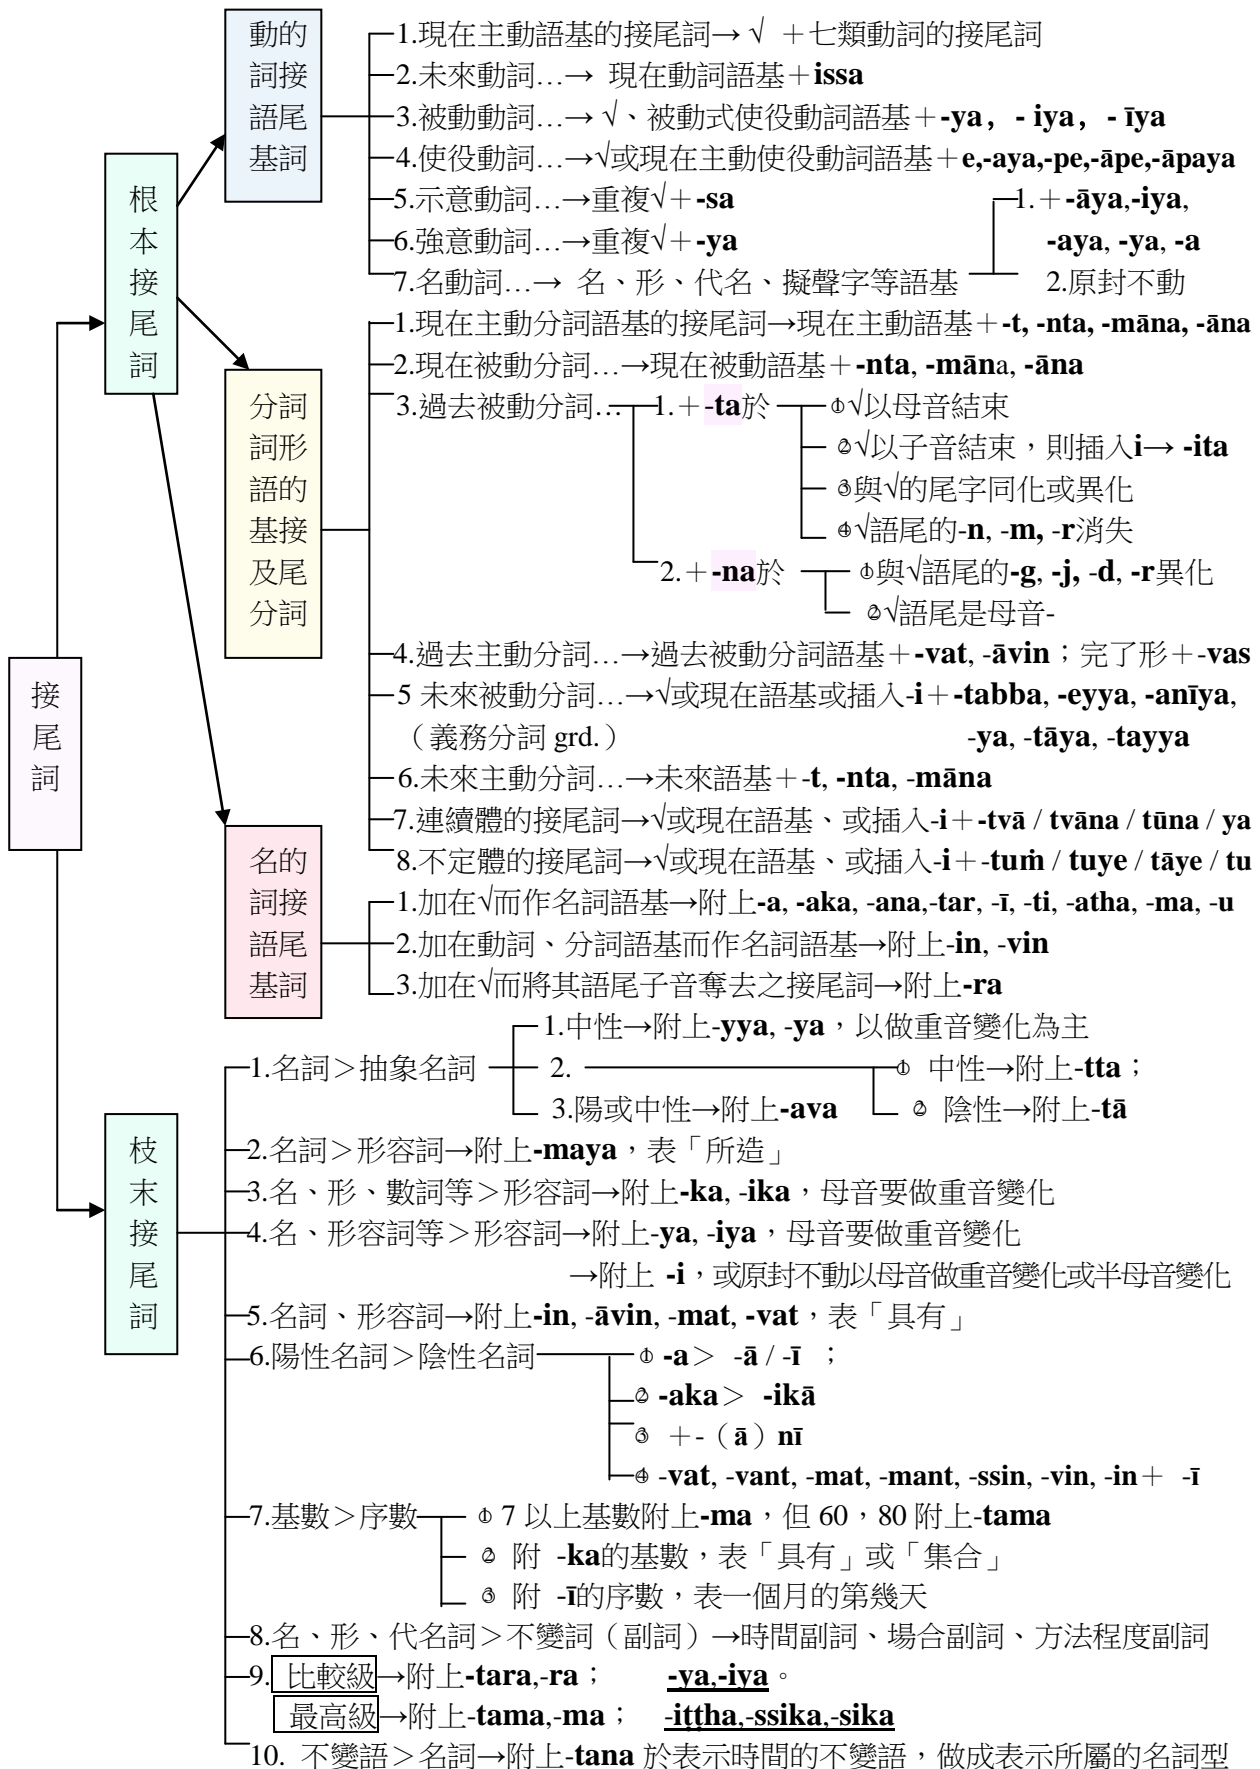 接尾詞
根本接尾詞
動詞語基的接尾詞
1.現在主動語基的接尾詞→√ ＋七類動詞的接尾詞
2.未來動詞…→ 現在動詞語基＋issa
3.被動動詞…→√、被動式使役動詞語基＋-ya，- iya，- īya
4.使役動詞…→√或現在主動使役動詞語基＋e,-aya,-pe,-āpe,-āpaya
5.示意動詞…→重複√＋-sa
6.強意動詞…→重複√＋-ya
7.名動詞…→ 名、形、代名、擬聲字等語基
1.＋-āya,-iya,
-aya, -ya, -a
2.原封不動
分詞語基及分詞形的接尾詞
1.現在主動分詞語基的接尾詞→現在主動語基＋-t, -nta, -māna, -āna
2.現在被動分詞…→現在被動語基＋-nta, -māna, -āna
3.過去被動分詞…
1.＋-ta於
①√以母音結束
②√以子音結束，則插入i→ -ita
③與√的尾字同化或異化
④√語尾的-n, -m, -r消失
2.＋-na於
①與√語尾的-g, -j, -d, -r異化
②√語尾是母音-
4.過去主動分詞…→過去被動分詞語基＋-vat, -āvin；完了形＋-vas
5 未來被動分詞…→√或現在語基或插入-i＋-tabba, -eyya, -anīya,
（義務分詞 grd.） -ya, -tāya, -tayya
6.未來主動分詞…→未來語基＋-t, -nta, -māna
7.連續體的接尾詞→√或現在語基、或插入-i＋-tvā / tvāna / tūna / ya
8.不定體的接尾詞→√或現在語基、或插入-i＋-tuṁ / tuye / tāye / tu
名詞語基的接尾詞
1.加在√而作名詞語基→附上-a, -aka, -ana,-tar, -ī, -ti, -atha, -ma, -u
2.加在動詞、分詞語基而作名詞語基→附上-in, -vin
3.加在√而將其語尾子音奪去之接尾詞→附上-ra
枝末接尾詞
1.名詞＞抽象名詞
1.中性→附上-yya, -ya，以做重音變化為主
2.
① 中性→附上-tta；
② 陰性→附上-tā
3.陽或中性→附上-ava
2.名詞＞形容詞→附上-maya，表「所造」
3.名、形、數詞等＞形容詞→附上-ka, -ika，母音要做重音變化
4.名、形容詞等＞形容詞→附上-ya, -iya，母音要做重音變化
→附上 -i，或原封不動以母音做重音變化或半母音變化
5.名詞、形容詞→附上-in, -āvin, -mat, -vat，表「具有」
6.陽性名詞＞陰性名詞
① -a＞ -ā / -ī ；
② -aka＞ -ikā
③ ＋-（ā）nī
④ -vat, -vant, -mat, -mant, -ssin, -vin, -in＋ -ī
7.基數＞序數
① 7 以上基數附上-ma，但 60，80 附上-tama
② 附 -ka的基數，表「具有」或「集合」
③ 附 -ī的序數，表一個月的第幾天
8.名、形、代名詞＞不變詞（副詞）→時間副詞、場合副詞、方法程度副詞
9. 比較級→附上-tara,-ra； -ya,-iya。
最高級→附上-tama,-ma； -iṭṭha,-ssika,-sika
10. 不變語＞名詞→附上-tana 於表示時間的不變語，做成表示所屬的名詞型